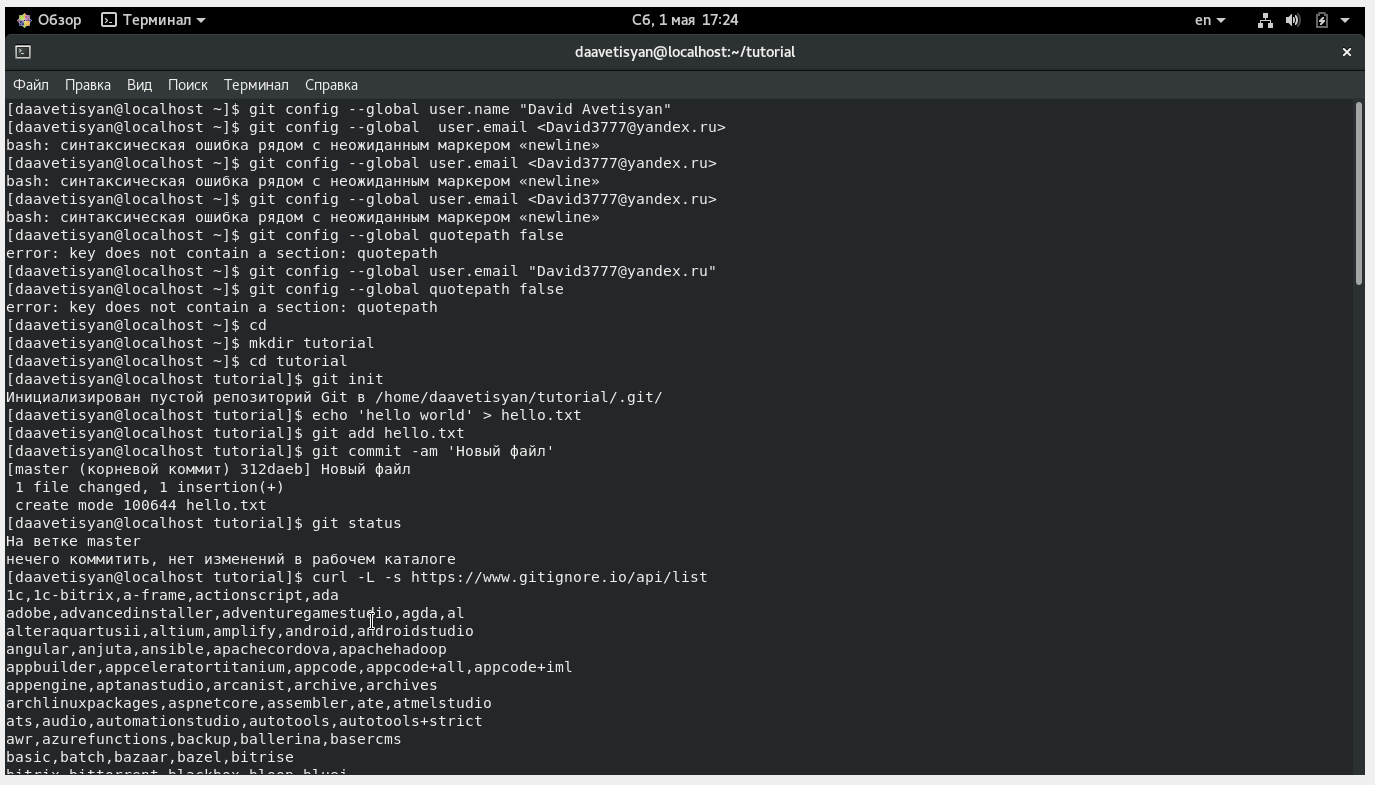 Обзор Терминал Сб, 1 мая 17:24 en
daavetisyan@localhost:~/tutorial
Файл Правка Вид Поиск Терминал Справка
[daavetisyan@localhost ~]$ git config --global user.name "David Avetisyan"
[daavetisyan@localhost ~]$ git config --global  user.email <David3777@yandex.ru>
bash: синтаксическая ошибка рядом с неожиданным маркером «newline»
[daavetisyan@localhost ~]$ git config --global user.email <David3777@yandex.ru>
bash: синтаксическая ошибка рядом с неожиданным маркером «newline»
[daavetisyan@localhost ~]$ git config --global user.email <David3777@yandex.ru>
bash: синтаксическая ошибка рядом с неожиданным маркером «newline»
[daavetisyan@localhost ~]$ git config --global quotepath false
error: key does not contain a section: quotepath
[daavetisyan@localhost ~]$ git config --global user.email "David3777@yandex.ru"
[daavetisyan@localhost ~]$ git config --global quotepath false
error: key does not contain a section: quotepath
[daavetisyan@localhost ~]$ cd
[daavetisyan@localhost ~]$ mkdir tutorial
[daavetisyan@localhost ~]$ cd tutorial
[daavetisyan@localhost tutorial]$ git init
Инициализирован пустой репозиторий Git в /home/daavetisyan/tutorial/.git/
[daavetisyan@localhost tutorial]$ echo 'hello world' > hello.txt
[daavetisyan@localhost tutorial]$ git add hello.txt
[daavetisyan@localhost tutorial]$ git commit -am 'Новый файл'
[master (корневой коммит) 312daeb] Новый файл
 1 file changed, 1 insertion(+)
 create mode 100644 hello.txt
[daavetisyan@localhost tutorial]$ git status
На ветке master
нечего коммитить, нет изменений в рабочем каталоге
[daavetisyan@localhost tutorial]$ curl -L -s https://www.gitignore.io/api/list
1c,1c-bitrix,a-frame,actionscript,ada
adobe,advancedinstaller,adventuregamestudio,agda,al
alteraquartusii,altium,amplify,android,androidstudio
angular,anjuta,ansible,apachecordova,apachehadoop
appbuilder,appceleratortitanium,appcode,appcode+all,appcode+iml
appengine,aptanastudio,arcanist,archive,archives
archlinuxpackages,aspnetcore,assembler,ate,atmelstudio
ats,audio,automationstudio,autotools,autotools+strict
awr,azurefunctions,backup,ballerina,basercms
basic,batch,bazaar,bazel,bitrise
bitrix,bittorrent,blackbox,bloop,bluej